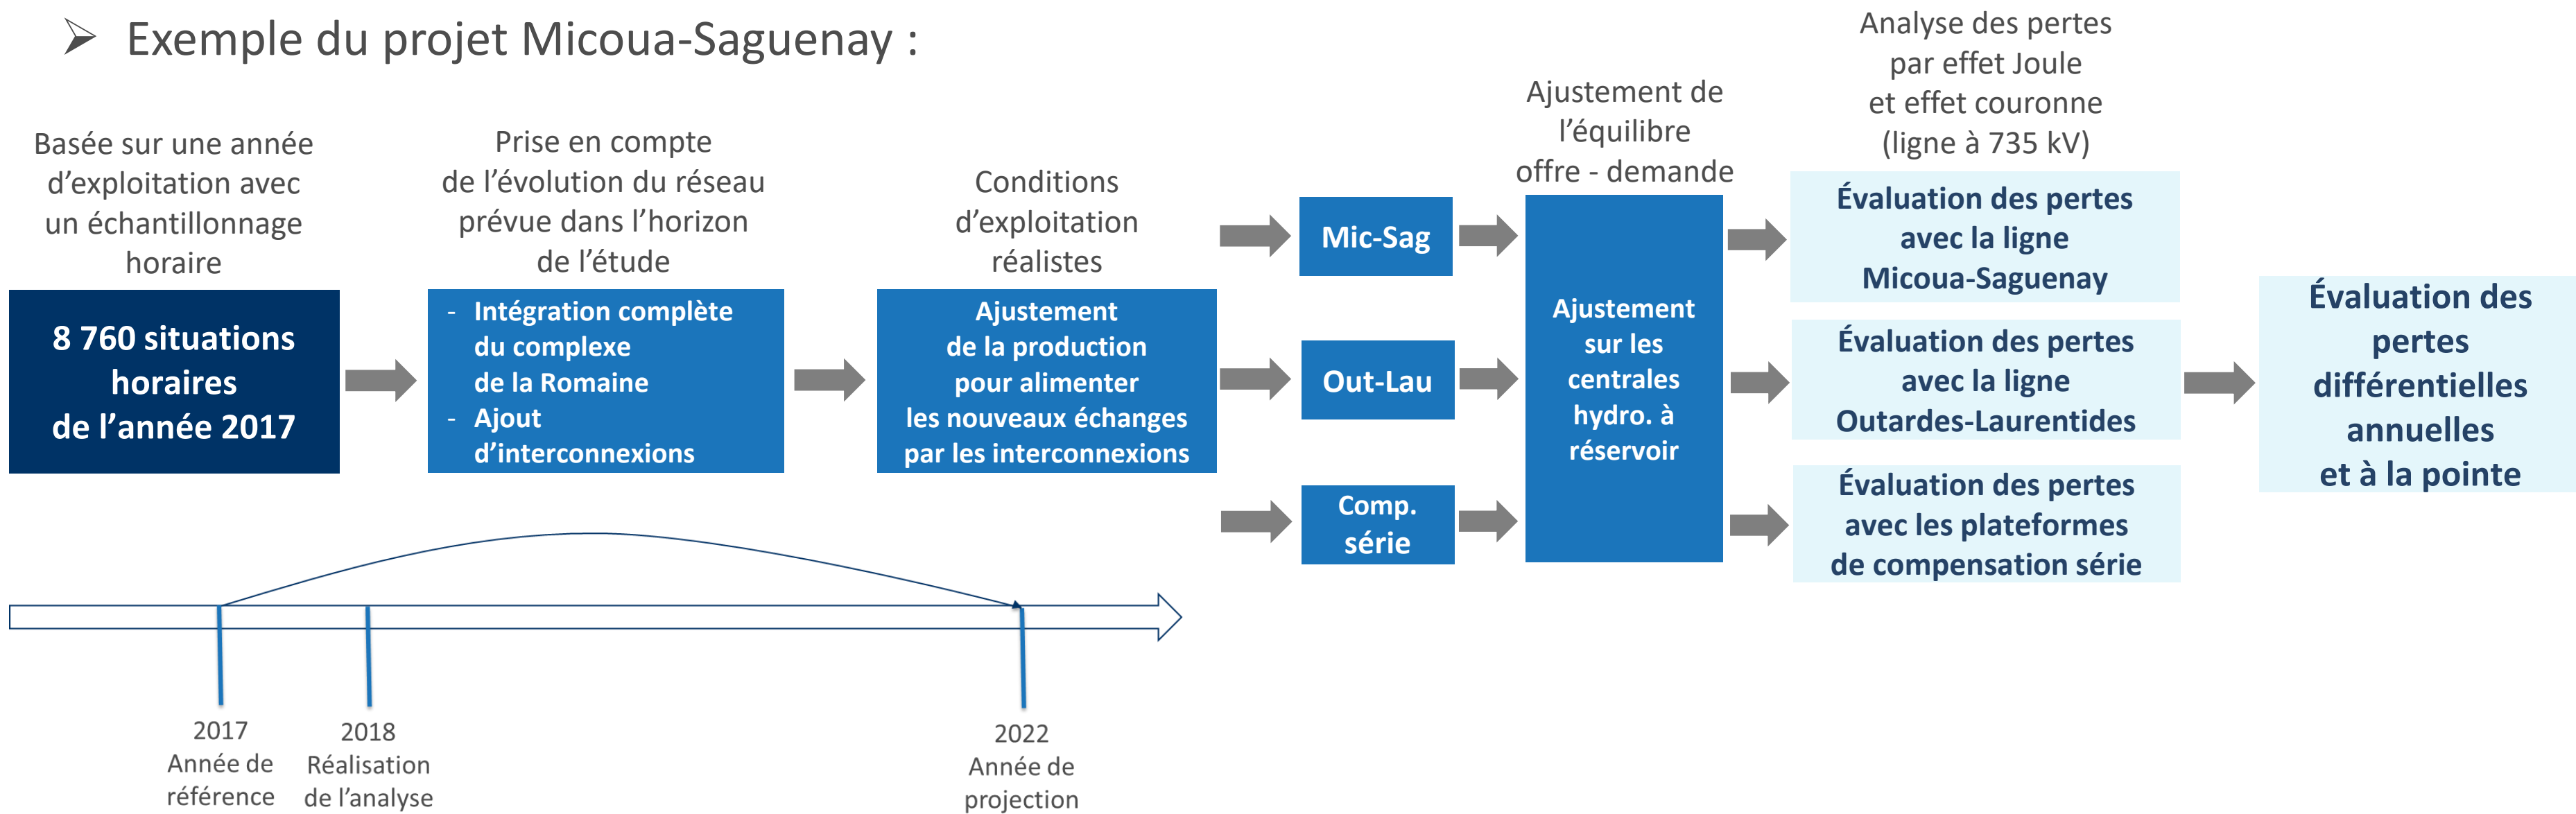 ➢ Exemple du projet Micoua-Saguenay :
Basée sur une année
d’exploitation avec
un échantillonnage
horaire
8 760 situations
horaires
de l’année 2017
Prise en compte
de l’évolution du réseau
prévue dans l’horizon
de l’étude
- Intégration complète
du complexe
de la Romaine
- Ajout
d’interconnexions
Conditions
d’exploitation
réalistes
Ajustement
de la production
pour alimenter
les nouveaux échanges
par les interconnexions
Mic-Sag
Out-Lau
Comp.
série
Ajustement de
l’équilibre
offre - demande
Ajustement
sur les
centrales
hydro. à
réservoir
Analyse des pertes
par effet Joule
et effet couronne
(ligne à 735 kV)
Évaluation des pertes
avec la ligne
Micoua-Saguenay
Évaluation des pertes
avec la ligne
Outardes-Laurentides
Évaluation des pertes
avec les plateformes
de compensation série
Évaluation des
pertes
différentielles
annuelles
et à la pointe
2017
Année de
référence
2018
Réalisation
de l’analyse
2022
Année de
projection